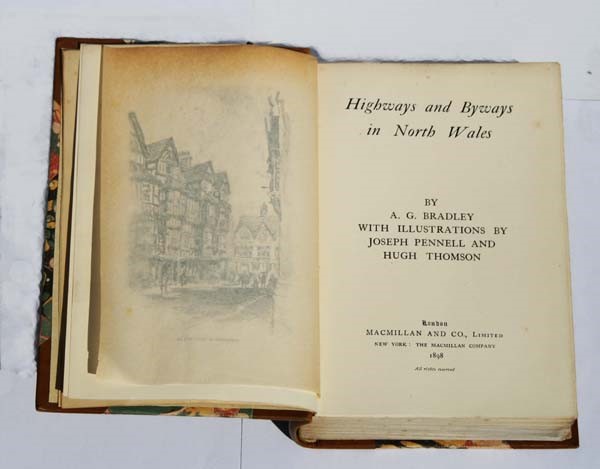 Highways and Byways
in North Wales
BY
A. G. BRADLEY
WITH ILLUSTRATIONS BY
JOSEPH PENNELL AND
HUGH THOMSON
London
MACMILLAN AND CO., LIMITED
NEW YORK: THE MACMILLAN COMPANY
1898
All rights reserved